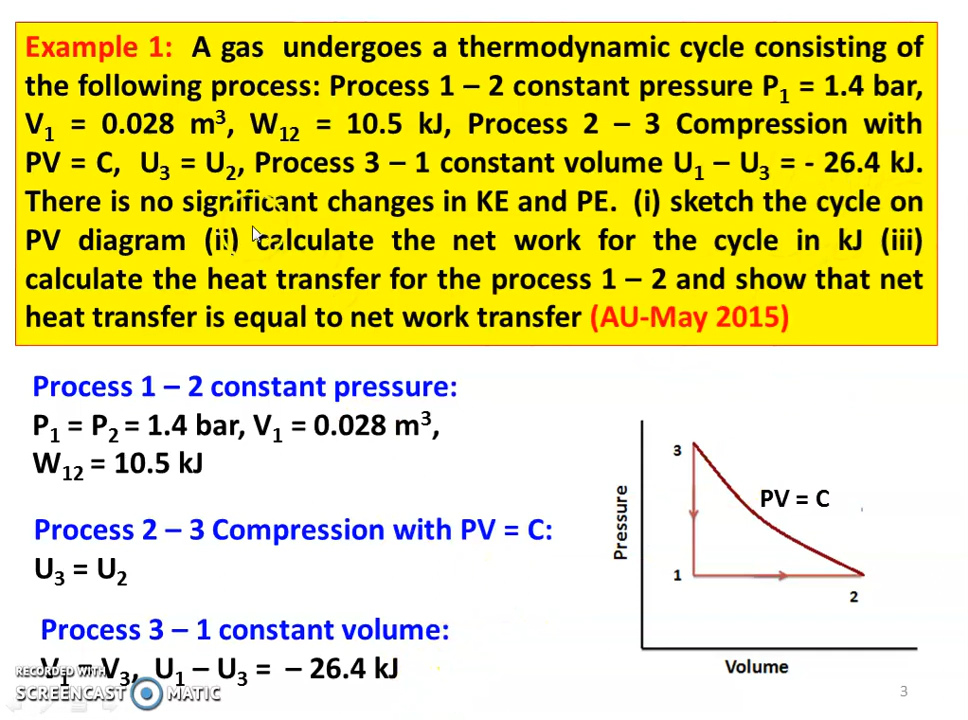 Example 1: A gas undergoes a thermodynamic cycle consisting of
the following process: Process 1 – 2 constant pressure P₁ = 1.4 bar,
V₁ = 0.028 m³, W₁₂ = 10.5 kJ, Process 2 – 3 Compression with
PV = C, U₃ = U₂, Process 3 – 1 constant volume U₁ – U₃ = - 26.4 kJ.
There is no significant changes in KE and PE. (i) sketch the cycle on
PV diagram (ii) calculate the net work for the cycle in kJ (iii)
calculate the heat transfer for the process 1 – 2 and show that net
heat transfer is equal to net work transfer (AU-May 2015)
Process 1 – 2 constant pressure:
P₁ = P₂ = 1.4 bar, V₁ = 0.028 m³,
W₁₂ = 10.5 kJ
Process 2 – 3 Compression with PV = C:
U₃ = U₂
Process 3 – 1 constant volume:
V₁ = V₃, U₁ – U₃ = – 26.4 kJ
3
PV = C
Pressure
1
2
Volume
RECORDED WITH
SCREENCAST MATIC
3